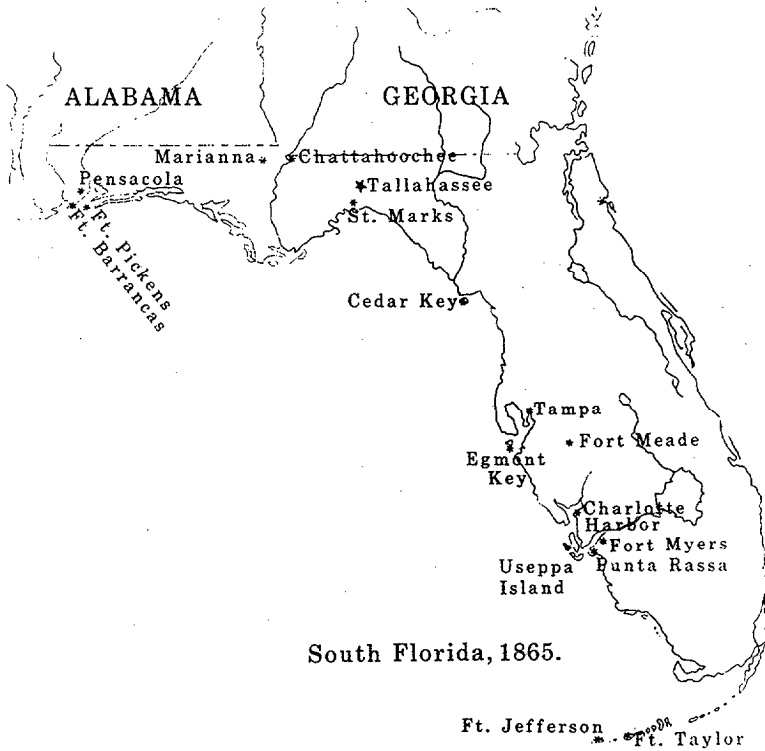 ALABAMA
GEORGIA
Marianna
Chattahoochee
Pensacola
Tallahassee
St. Marks
Ft. Pickens
Ft. Barrancas
Cedar Key
Tampa
Fort Meade
Egmont
Key
Charlotte
Harbor
Fort Myers
Useppa
Island
Punta Rassa
South Florida, 1865.
Ft. Jefferson
Ft. Taylor